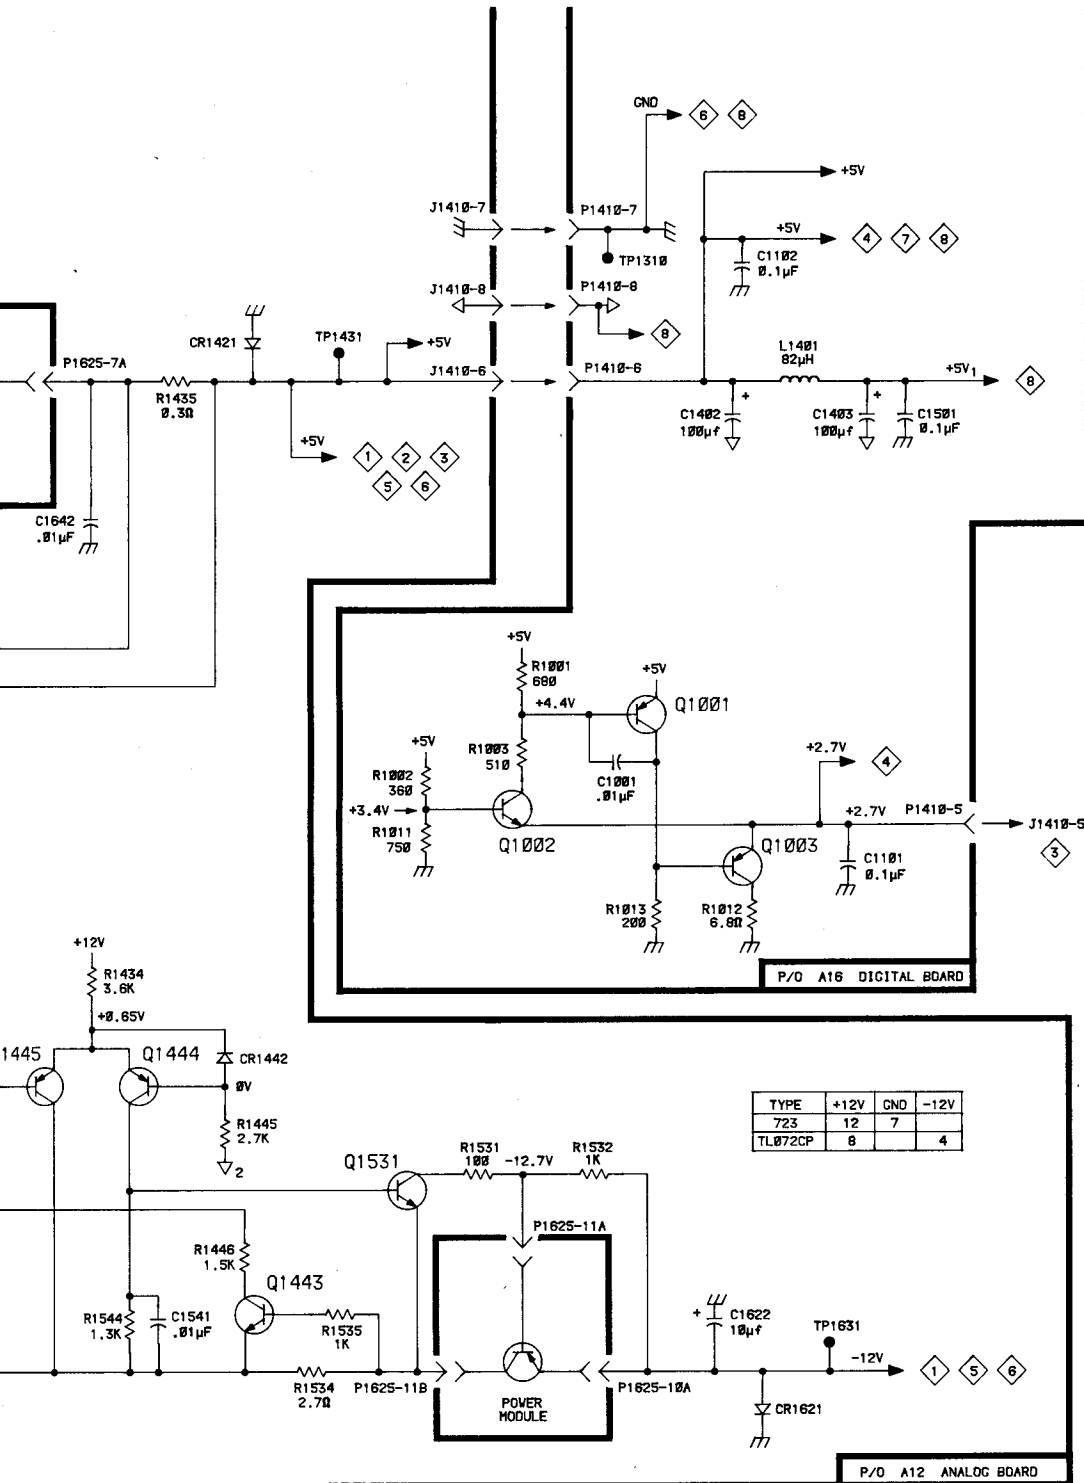 GND
6
8
+5V
J1410-7
P1410-7
+5V
4
7
8
TP1310
C1102
0.1µF
J1410-8
P1410-8
8
CR1421
TP1431
+5V
P1625-7A
J1410-6
P1410-6
L1401
82µH
+5V1
8
R1435
0.3Ω
C1402
100µf
+
C1403
100µf
+
C1501
0.1µF
+5V
1
2
3
5
6
C1642
.01µF
+5V
R1001
680
+5V
+4.4V
Q1001
+5V
R1003
510
+2.7V
4
R1002
360
C1001
.01µF
+3.4V
+2.7V
P1410-5
R1011
750
Q1002
Q1003
J1410-5
3
C1101
0.1µF
R1013
200
R1012
6.8Ω
P/O A16 DIGITAL BOARD
+12V
R1434
3.6K
+0.65V
1445
Q1444
CR1442
0V
R1445
2.7K
2
TYPE +12V GND -12V
723 12 7
TL072CP 8 4
Q1531
R1531
100
-12.7V
R1532
1K
P1625-11A
R1446
1.5K
Q1443
R1544
1.3K
C1541
.01µF
R1535
1K
+
C1622
10µf
TP1631
-12V
1
5
6
R1534
2.7Ω
P1625-11B
P1625-10A
POWER
MODULE
CR1621
P/O A12 ANALOG BOARD